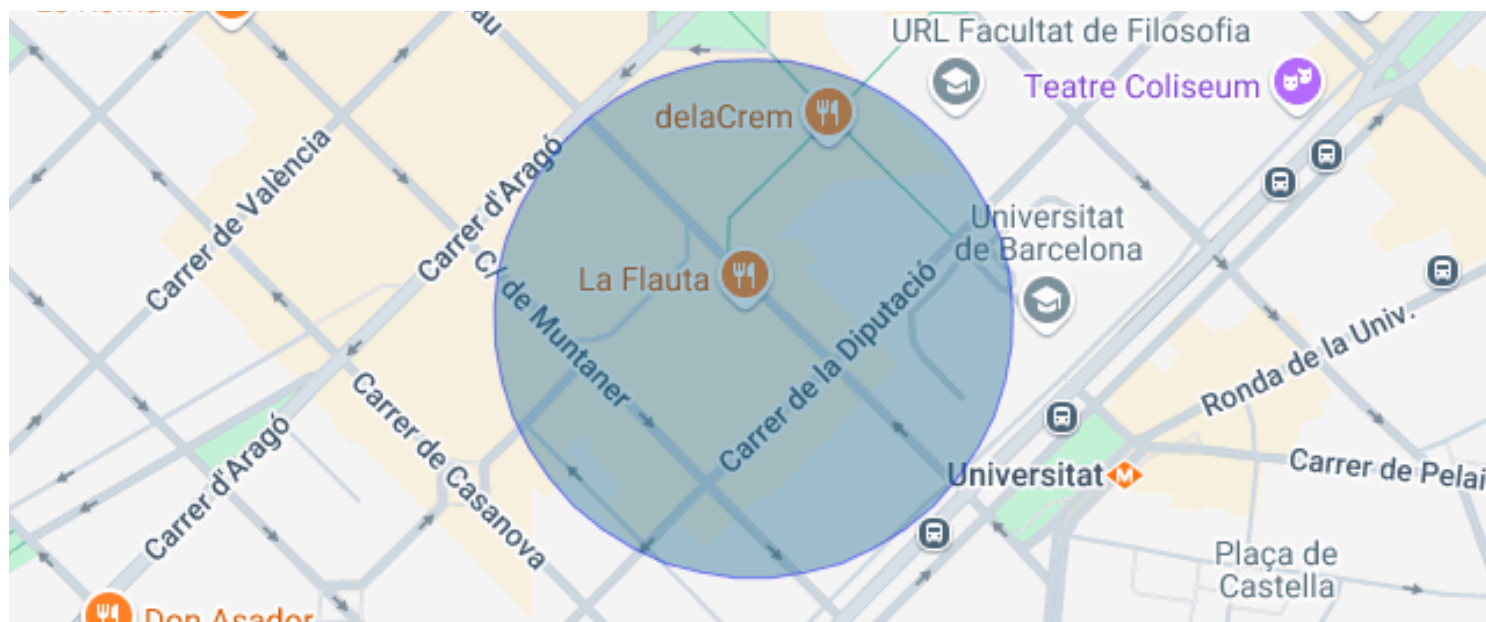 URL Facultat de Filosofia
Teatre Coliseum
delaCrem
Carrer de València
Carrer d'Aragó
C/ de Muntaner
La Flauta
Universitat
de Barcelona
Carrer de la Diputació
Ronda de la Univ.
Carrer d'Aragó
Carrer de Casanova
Universitat
M
Carrer de Pelai
Plaça de
Castella
Don Asador